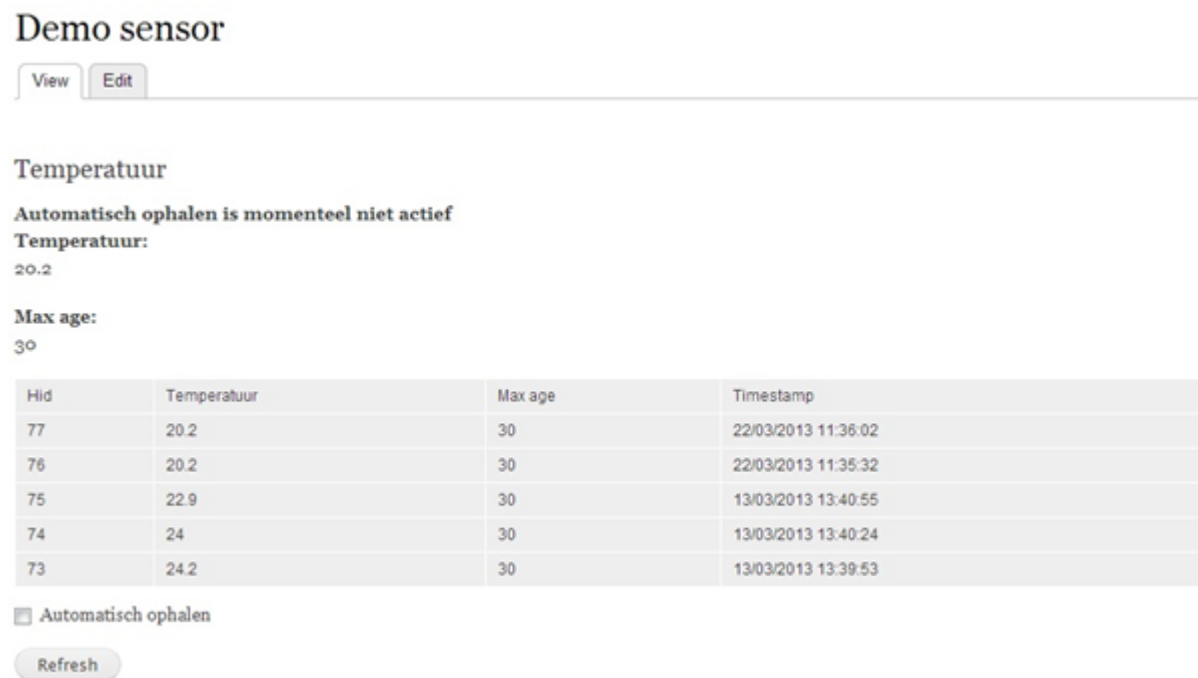 Demo sensor
View Edit
Temperatuur
Automatisch ophalen is momenteel niet actief
Temperatuur:
20.2
Max age:
30
Hid Temperatuur Max age Timestamp
77 20.2 30 22/03/2013 11:36:02
76 20.2 30 22/03/2013 11:35:32
75 22.9 30 13/03/2013 13:40:55
74 24 30 13/03/2013 13:40:24
73 24.2 30 13/03/2013 13:39:53
Automatisch ophalen
Refresh